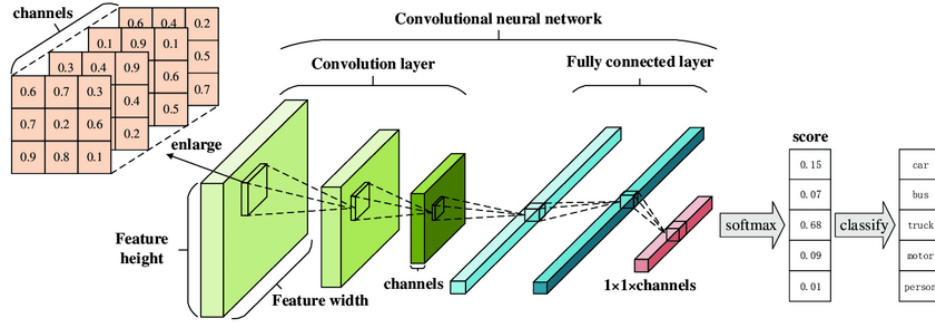 channels
0.6 0.4 0.2
0.1 0.9 0.1
0.5
0.3 0.4 0.9
0.6
0.6 0.7 0.3
0.4
0.7
0.7 0.2 0.6
0.5
0.2
0.9 0.8 0.1
enlarge
Convolutional neural network
Convolution layer
Fully connected layer
Feature
height
Feature width
channels
1×1×channels
softmax
score
0.15
0.07
0.68
0.09
0.01
classify
car
bus
truck
motor
person